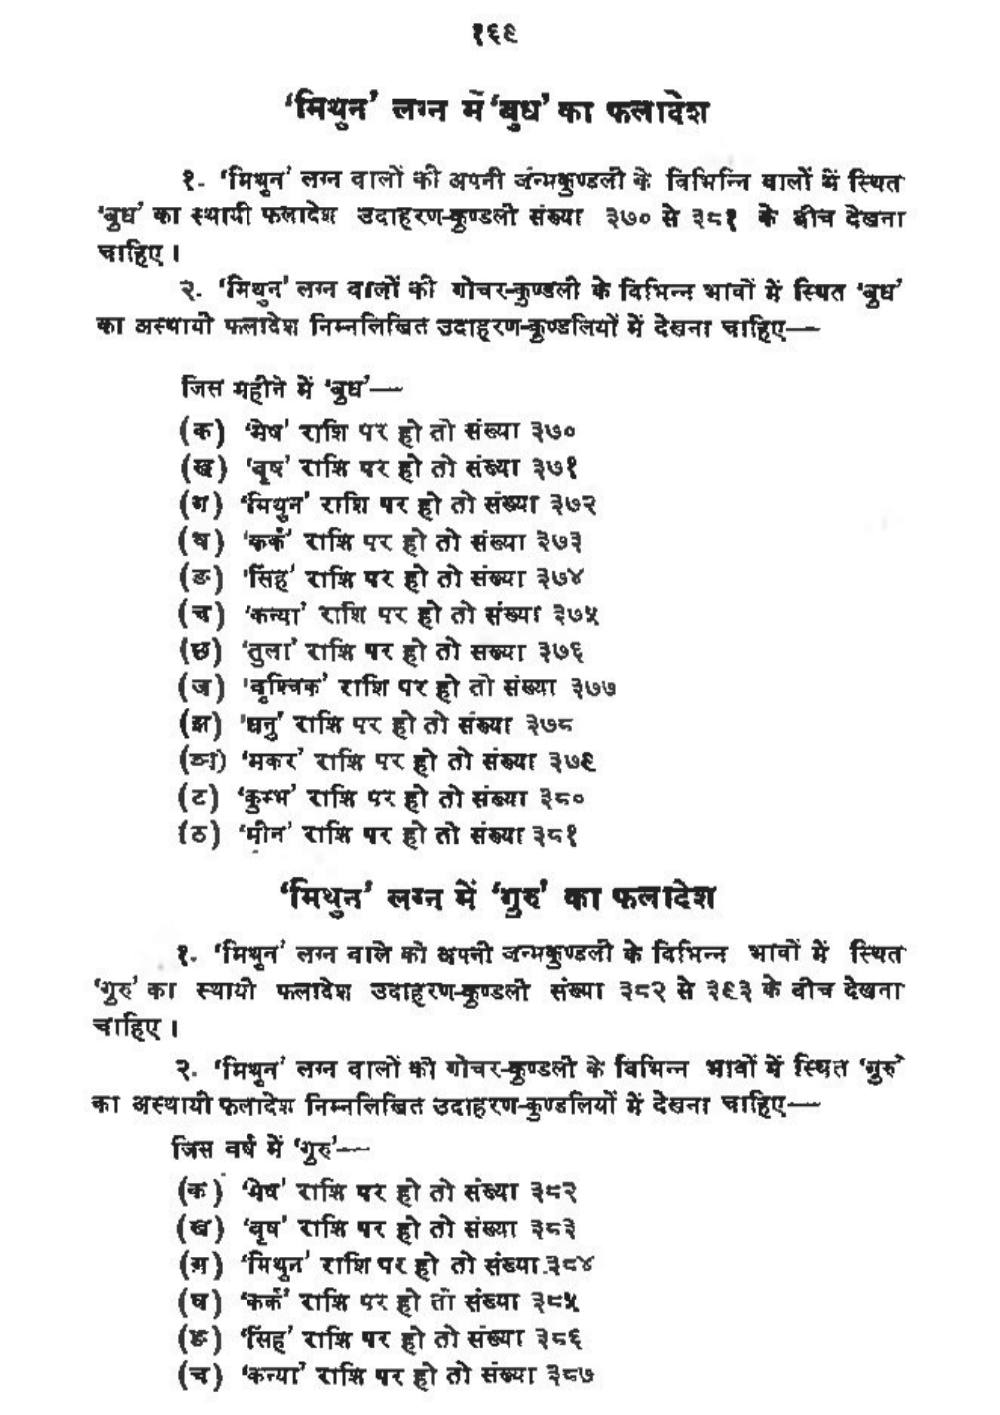 १६९
‘मिथुन’ लग्न में ‘बुध’ का फलादेश
१. ‘मिथुन’ लग्न वालों की अपनी जन्मकुण्डली के विभिन्नि वालों में स्थित
‘बुध’ का स्थायी फलादेश उदाहरण-कुण्डली संख्या ३७० से ३८१ के बीच देखना
चाहिए ।
२. ‘मिथुन’ लग्न वालों की गोचर-कुण्डली के विभिन्न भावों में स्थित ‘बुध’
का अस्थायी फलादेश निम्नलिखित उदाहरण-कुण्डलियों में देखना चाहिए—
जिस महीने में ‘बुध’—
(क) ‘मेष’ राशि पर हो तो संख्या ३७०
(ख) ‘वृष’ राशि पर हो तो संख्या ३७१
(ग) ‘मिथुन’ राशि पर हो तो संख्या ३७२
(घ) ‘कर्क’ राशि पर हो तो संख्या ३७३
(ङ) ‘सिंह’ राशि पर हो तो संख्या ३७४
(च) ‘कन्या’ राशि पर हो तो संख्या ३७५
(छ) ‘तुला’ राशि पर हो तो सख्या ३७६
(ज) ‘वृश्चिक’ राशि पर हो तो संख्या ३७७
(झ) ‘धनु’ राशि पर हो तो संख्या ३७८
(ञ) ‘मकर’ राशि पर हो तो संख्या ३७९
(ट) ‘कुम्भ’ राशि पर हो तो संख्या ३८०
(ठ) ‘मीन’ राशि पर हो तो संख्या ३८१
‘मिथुन’ लग्न में ‘गुरु’ का फलादेश
१. ‘मिथुन’ लग्न वाले को अपनी जन्मकुण्डली के विभिन्न भावों में स्थित
‘गुरु’ का स्थायी फलादेश उदाहरण-कुण्डली संख्या ३८२ से ३९३ के बीच देखना
चाहिए ।
२. ‘मिथुन’ लग्न वालों को गोचर-कुण्डली के विभिन्न भावों में स्थित ‘गुरु’
का अस्थायी फलादेश निम्नलिखित उदाहरण-कुण्डलियों में देखना चाहिए—
जिस वर्ष में ‘गुरु’—
(क) ‘मेष’ राशि पर हो तो संख्या ३८२
(ख) ‘वृष’ राशि पर हो तो संख्या ३८३
(ग) ‘मिथुन’ राशि पर हो तो संख्या ३८४
(घ) ‘कर्क’ राशि पर हो तो संख्या ३८५
(ङ) ‘सिंह’ राशि पर हो तो संख्या ३८६
(च) ‘कन्या’ राशि पर हो तो संख्या ३८७